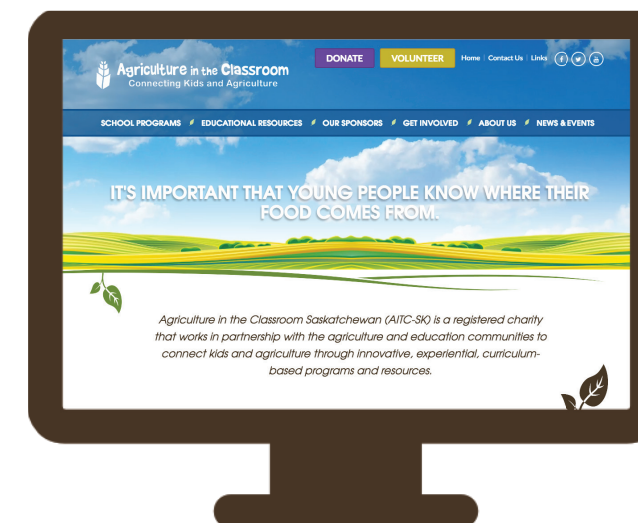 Agriculture in the Classroom
Connecting Kids and Agriculture
DONATE VOLUNTEER Home Contact Us Links
SCHOOL PROGRAMS EDUCATIONAL RESOURCES OUR SPONSORS GET INVOLVED ABOUT US NEWS & EVENTS
IT'S IMPORTANT THAT YOUNG PEOPLE KNOW WHERE THEIR
FOOD COMES FROM.
Agriculture in the Classroom Saskatchewan (AITC-SK) is a registered charity
that works in partnership with the agriculture and education communities to
connect kids and agriculture through innovative, experiential, curriculum-
based programs and resources.